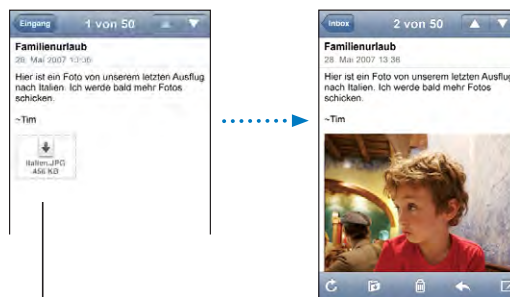 Eingang 1 von 50
Familienurlaub
28. Mai 2007 13:36
Hier ist ein Foto von unserem letzten Ausflug
nach Italien. Ich werde bald mehr Fotos
schicken.
~Tim
Italien.JPG
456 KB
Inbox 2 von 50
Familienurlaub
28. Mai 2007 13:36
Hier ist ein Foto von unserem letzten Ausflug
nach Italien. Ich werde bald mehr Fotos
schicken.
~Tim